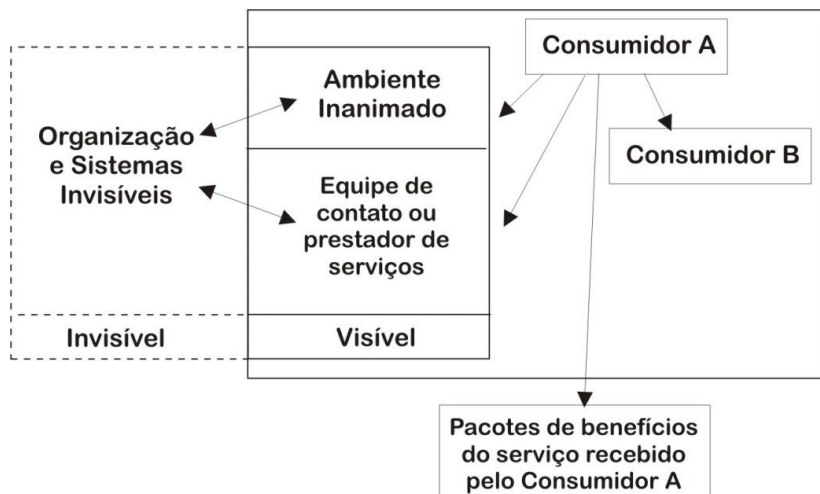 Consumidor A
Ambiente
Inanimado
Organização
e Sistemas
Invisíveis
Consumidor B
Equipe de
contato ou
prestador de
serviços
Invisível
Visível
Pacotes de benefícios
do serviço recebido
pelo Consumidor A